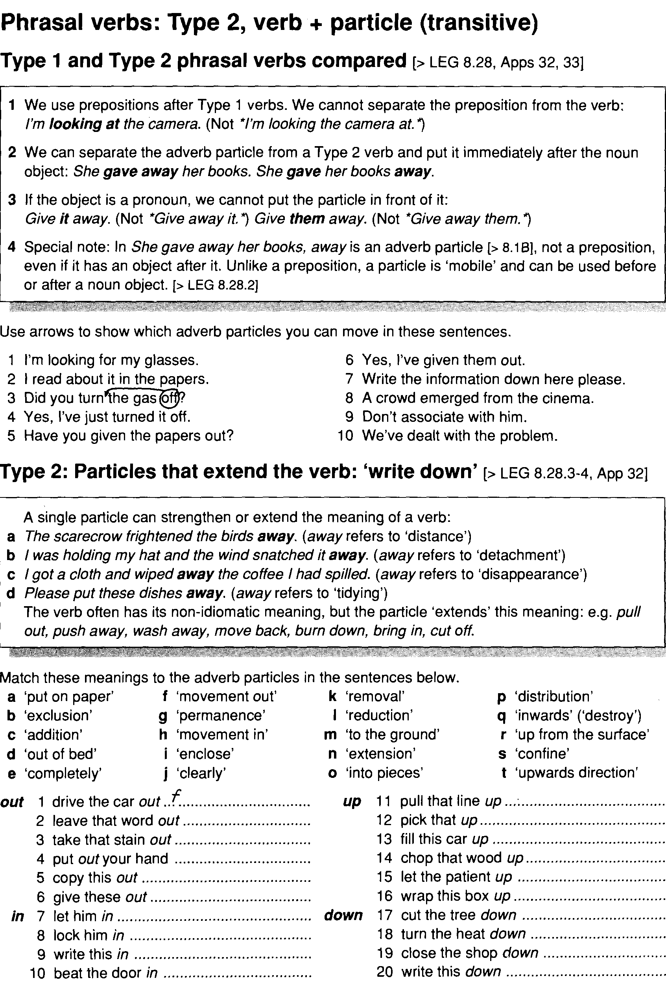 Phrasal verbs: Type 2, verb + particle (transitive)
Type 1 and Type 2 phrasal verbs compared [> LEG 8.28, Apps 32, 33]
1 We use prepositions after Type 1 verbs. We cannot separate the preposition from the verb:
I'm looking at the camera. (Not *I'm looking the camera at.*)
2 We can separate the adverb particle from a Type 2 verb and put it immediately after the noun
object: She gave away her books. She gave her books away.
3 If the object is a pronoun, we cannot put the particle in front of it:
Give it away. (Not *Give away it.*) Give them away. (Not *Give away them.*)
4 Special note: In She gave away her books, away is an adverb particle [> 8.1B], not a preposition,
even if it has an object after it. Unlike a preposition, a particle is 'mobile' and can be used before
or after a noun object. [> LEG 8.28.2]
Use arrows to show which adverb particles you can move in these sentences.
1 I'm looking for my glasses.
2 I read about it in the papers.
3 Did you turn the gas off?
4 Yes, I've just turned it off.
5 Have you given the papers out?
6 Yes, I've given them out.
7 Write the information down here please.
8 A crowd emerged from the cinema.
9 Don't associate with him.
10 We've dealt with the problem.
Type 2: Particles that extend the verb: 'write down' [> LEG 8.28.3-4, App 32]
A single particle can strengthen or extend the meaning of a verb:
a The scarecrow frightened the birds away. (away refers to 'distance')
b I was holding my hat and the wind snatched it away. (away refers to 'detachment')
c I got a cloth and wiped away the coffee I had spilled. (away refers to 'disappearance')
d Please put these dishes away. (away refers to 'tidying')
The verb often has its non-idiomatic meaning, but the particle 'extends' this meaning: e.g. pull
out, push away, wash away, move back, burn down, bring in, cut off.
Match these meanings to the adverb particles in the sentences below.
a 'put on paper' f 'movement out' k 'removal' p 'distribution'
b 'exclusion' g 'permanence' l 'reduction' q 'inwards' ('destroy')
c 'addition' h 'movement in' m 'to the ground' r 'up from the surface'
d 'out of bed' i 'enclose' n 'extension' s 'confine'
e 'completely' j 'clearly' o 'into pieces' t 'upwards direction'
out 1 drive the car out ..f................................
2 leave that word out ...............................
3 take that stain out .................................
4 put out your hand .................................
5 copy this out .........................................
6 give these out .......................................
in 7 let him in ...............................................
8 lock him in ............................................
9 write this in ...........................................
10 beat the door in ....................................
up 11 pull that line up .......................................
12 pick that up .............................................
13 fill this car up ..........................................
14 chop that wood up ..................................
15 let the patient up ....................................
16 wrap this box up .....................................
down 17 cut the tree down ...................................
18 turn the heat down .................................
19 close the shop down ..............................
20 write this down .......................................